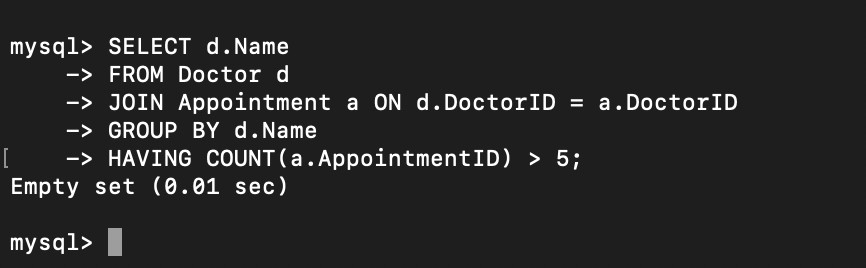 mysql> SELECT d.Name
    -> FROM Doctor d
    -> JOIN Appointment a ON d.DoctorID = a.DoctorID
    -> GROUP BY d.Name
[    -> HAVING COUNT(a.AppointmentID) > 5;
Empty set (0.01 sec)
mysql>